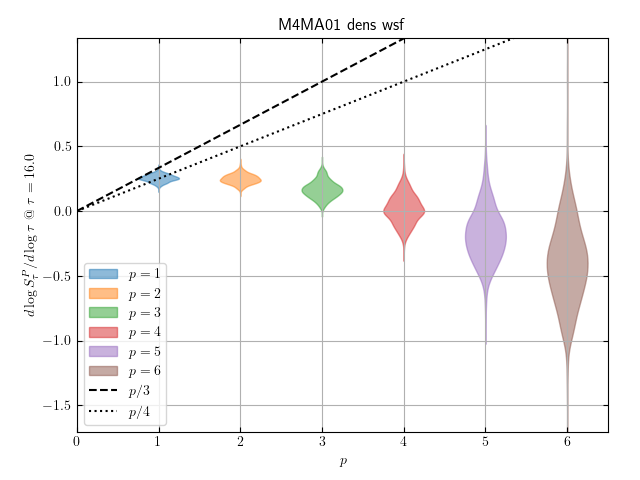 M4MA01 dens wsf
d log S_τ^P / d log τ @ τ = 16.0
1.0
0.5
0.0
−0.5
−1.0
−1.5
p = 1
p = 2
p = 3
p = 4
p = 5
p = 6
p/3
p/4
0 1 2 3 4 5 6
p